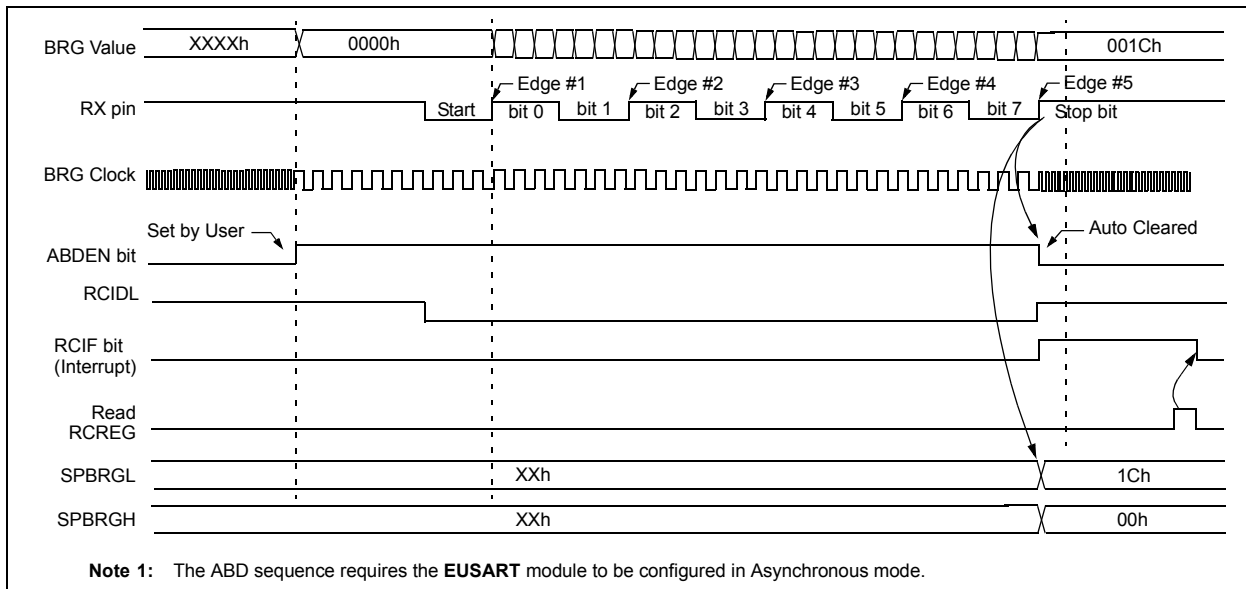 BRG Value XXXXh 0000h 001Ch
Edge #1 Edge #2 Edge #3 Edge #4 Edge #5
RX pin Start bit 0 bit 1 bit 2 bit 3 bit 4 bit 5 bit 6 bit 7 Stop bit
BRG Clock
Set by User Auto Cleared
ABDEN bit
RCIDL
RCIF bit
(Interrupt)
Read
RCREG
SPBRGL XXh 1Ch
SPBRGH XXh 00h
Note 1: The ABD sequence requires the EUSART module to be configured in Asynchronous mode.